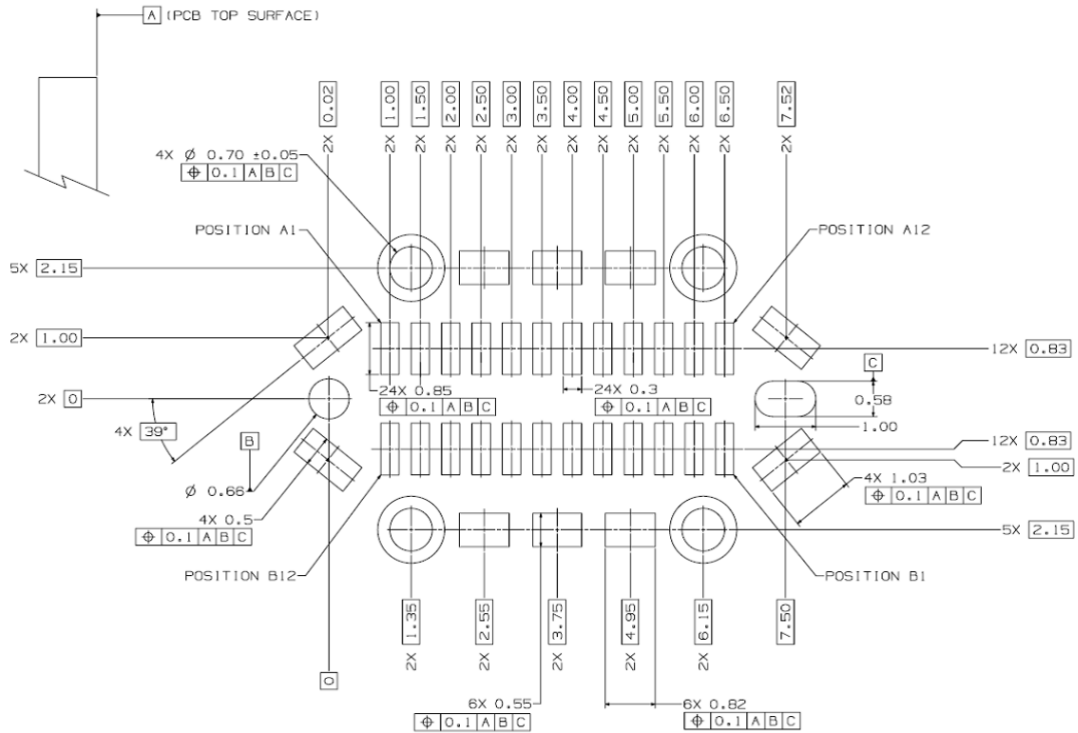 A (PCB TOP SURFACE)
2X 0.02
2X 1.00
2X 1.50
2X 2.00
2X 2.50
2X 3.00
2X 3.50
2X 4.00
2X 4.50
2X 5.00
2X 5.50
2X 6.00
2X 6.50
2X 7.52
4X Ø 0.70 ±0.05
⌖ 0.1 A B C
POSITION A1
POSITION A12
5X 2.15
2X 1.00
12X 0.83
C
24X 0.85
⌖ 0.1 A B C
24X 0.3
⌖ 0.1 A B C
0.58
1.00
2X 0
4X 39°
B
12X 0.83
2X 1.00
4X 1.03
⌖ 0.1 A B C
Ø 0.66
4X 0.5
⌖ 0.1 A B C
5X 2.15
POSITION B12
POSITION B1
2X 1.35
2X 2.55
2X 3.75
2X 4.95
2X 6.15
7.50
0
6X 0.55
⌖ 0.1 A B C
6X 0.82
⌖ 0.1 A B C